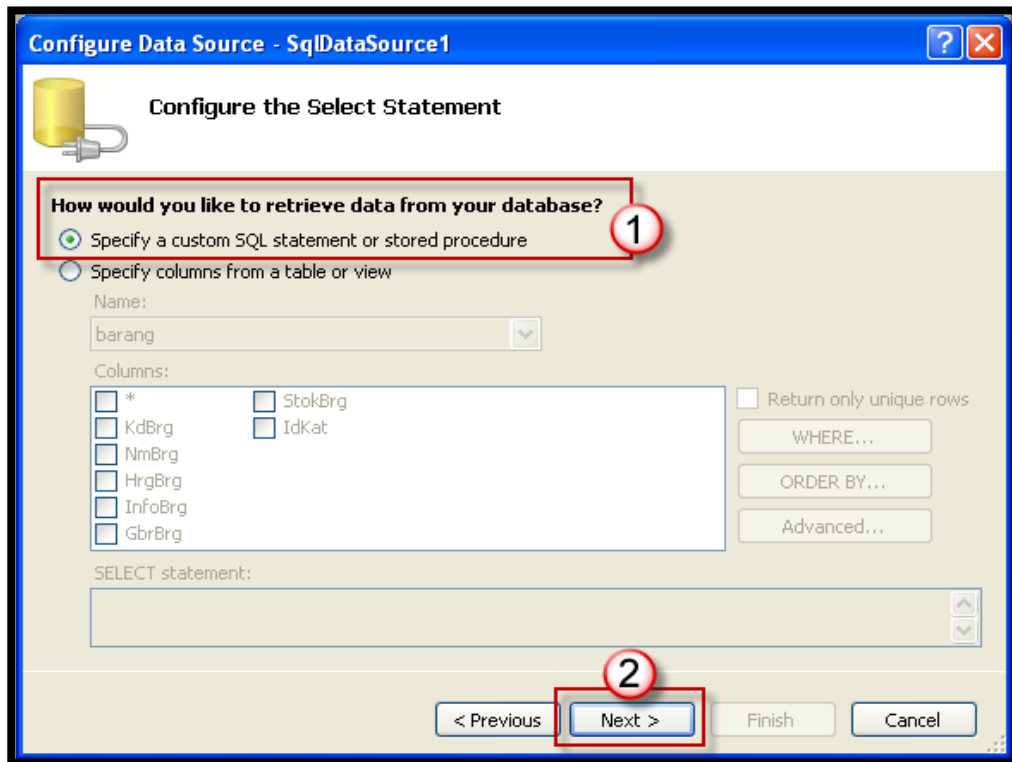 Configure Data Source - SqlDataSource1
Configure the Select Statement
How would you like to retrieve data from your database?
1
Specify a custom SQL statement or stored procedure
Specify columns from a table or view
Name:
barang
Columns:
* StokBrg Return only unique rows
KdBrg IdKat WHERE...
NmBrg
HrgBrg ORDER BY...
InfoBrg
GbrBrg Advanced...
SELECT statement:
2
< Previous Next > Finish Cancel